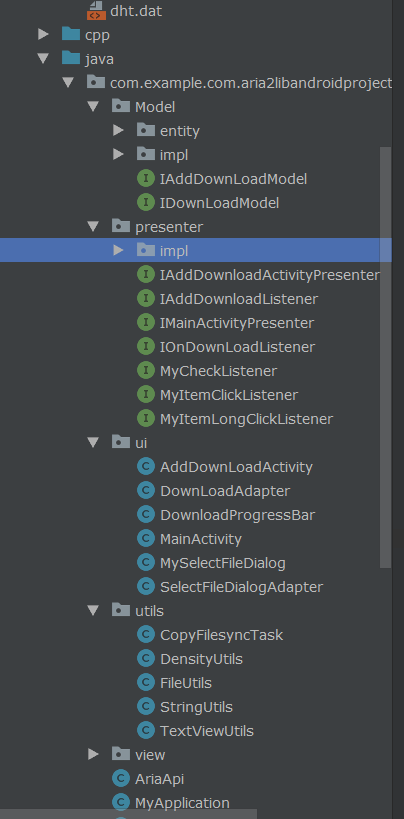 dht.dat
cpp
java
com.example.com.aria2libandroidproject
Model
entity
impl
IAddDownLoadModel
IDownLoadModel
presenter
impl
IAddDownloadActivityPresenter
IAddDownloadListener
IMainActivityPresenter
IOnDownLoadListener
MyCheckListener
MyItemClickListener
MyItemLongClickListener
ui
AddDownLoadActivity
DownLoadAdapter
DownloadProgressBar
MainActivity
MySelectFileDialog
SelectFileDialogAdapter
utils
CopyFilesyncTask
DensityUtils
FileUtils
StringUtils
TextViewUtils
view
AriaApi
MyApplication